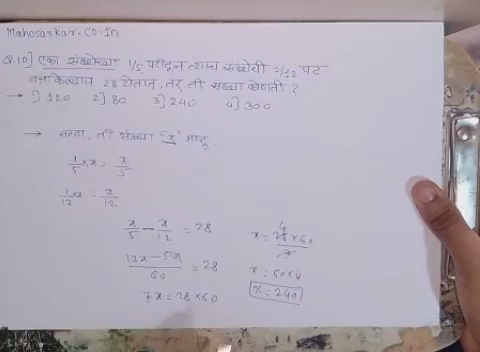 Mahasarkar.co.in
Q.10] एका संख्येच्या 1/5 पटीतून त्याच संख्येची 1/12 पट
वजा केल्यास 28 येतात, तर ती संख्या कोणती ?
→ 1) 120 2) 80 3) 240 4) 300
→ समजा, ती संख्या "x" मानू.
1/5 × x = x/5
1/12 × x = x/12
x/5 - x/12 = 28
12x - 5x / 60 = 28
7x = 28 × 60
x = 28 × 60 / 7
4
x = 60 × 4
x = 240